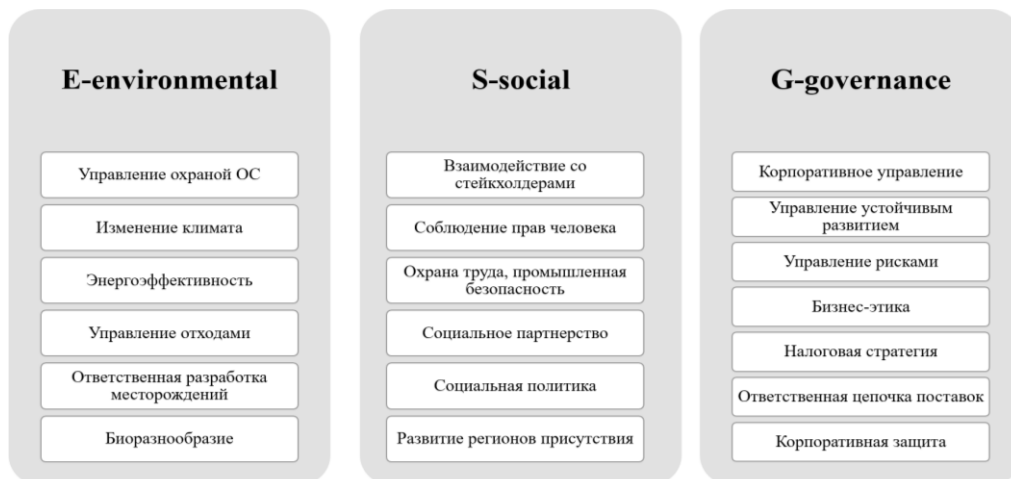 E-environmental
Управление охраной ОС
Изменение климата
Энергоэффективность
Управление отходами
Ответственная разработка
месторождений
Биоразнообразие
S-social
Взаимодействие со
стейкхолдерами
Соблюдение прав человека
Охрана труда, промышленная
безопасность
Социальное партнерство
Социальная политика
Развитие регионов присутствия
G-governance
Корпоративное управление
Управление устойчивым
развитием
Управление рисками
Бизнес-этика
Налоговая стратегия
Ответственная цепочка поставок
Корпоративная защита